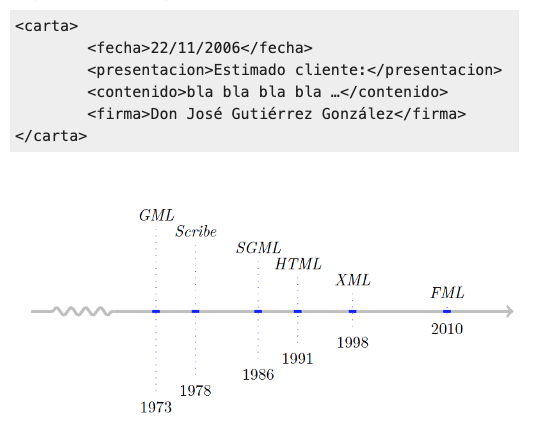 <carta>
<fecha>22/11/2006</fecha>
<presentacion>Estimado cliente:</presentacion>
<contenido>bla bla bla bla …</contenido>
<firma>Don José Gutiérrez González</firma>
</carta>
GML
Scribe
SGML
HTML
XML
FML
2010
1998
1991
1986
1978
1973